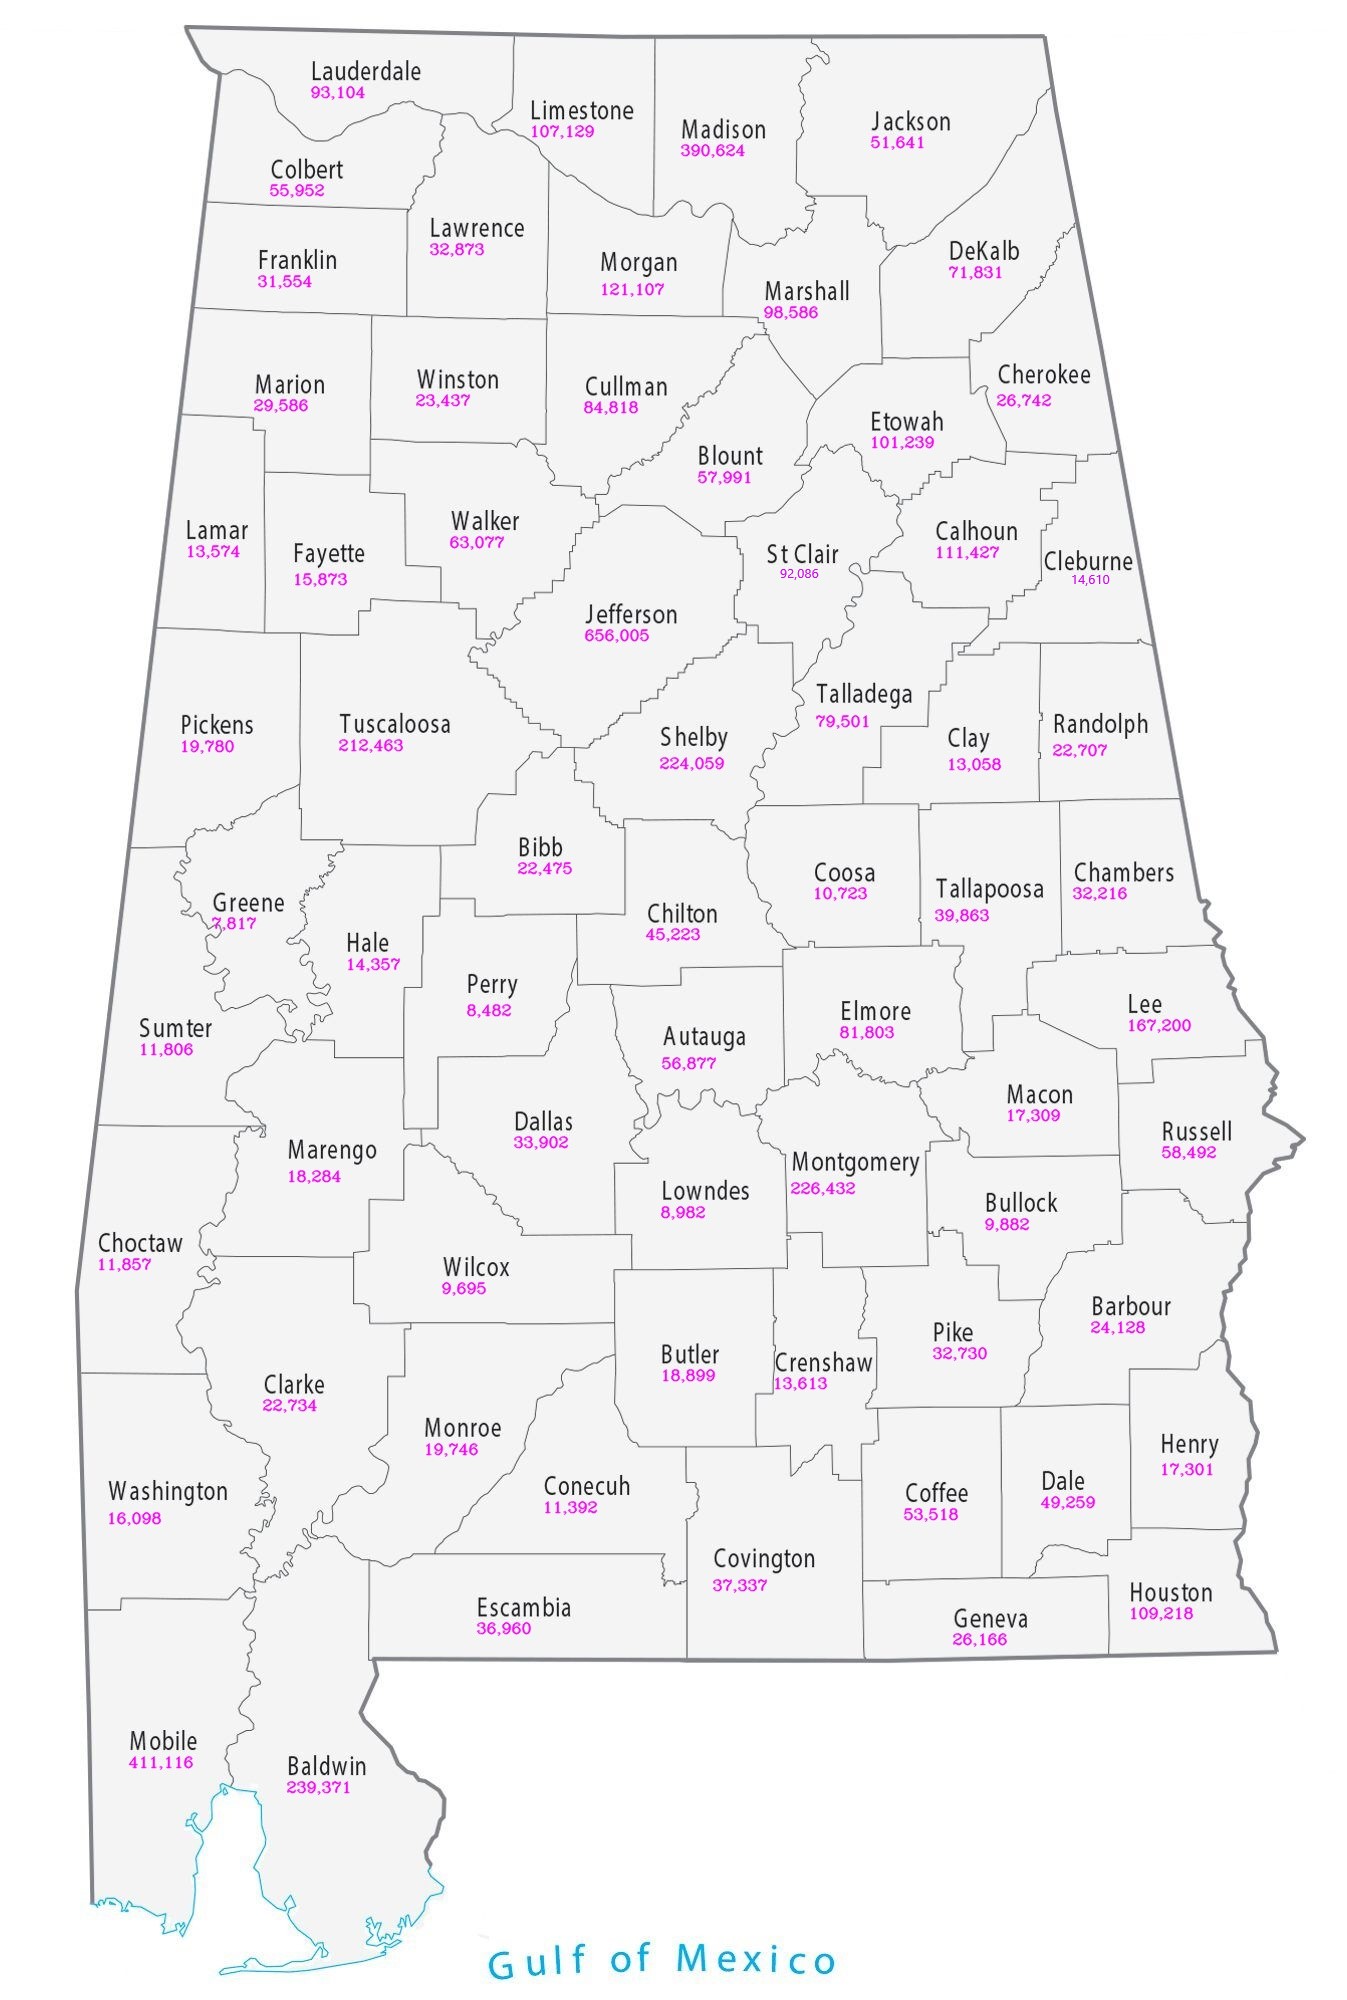 Lauderdale
93,104
Limestone
107,129
Madison
390,624
Jackson
51,641
Colbert
55,952
Lawrence
32,873
Franklin
31,554
Morgan
121,107
Marshall
98,586
DeKalb
71,831
Marion
29,586
Winston
23,437
Cullman
84,818
Cherokee
26,742
Etowah
101,239
Blount
57,991
Lamar
13,574
Fayette
15,873
Walker
63,077
St Clair
92,086
Calhoun
111,427
Cleburne
14,610
Jefferson
656,005
Talladega
79,501
Pickens
19,780
Tuscaloosa
212,463
Shelby
224,059
Clay
13,058
Randolph
22,707
Bibb
22,475
Coosa
10,723
Tallapoosa
39,863
Chambers
32,216
Greene
7,817
Hale
14,357
Chilton
45,223
Perry
8,482
Sumter
11,806
Autauga
56,877
Elmore
81,803
Lee
167,200
Macon
17,309
Dallas
33,902
Marengo
18,284
Russell
58,492
Montgomery
226,432
Lowndes
8,982
Bullock
9,882
Choctaw
11,857
Wilcox
9,695
Barbour
24,128
Pike
32,730
Butler
18,899
Crenshaw
13,613
Clarke
22,734
Monroe
19,746
Henry
17,301
Washington
16,098
Conecuh
11,392
Coffee
53,518
Dale
49,259
Covington
37,337
Escambia
36,960
Geneva
26,166
Houston
109,218
Mobile
411,116
Baldwin
239,371
Gulf of Mexico